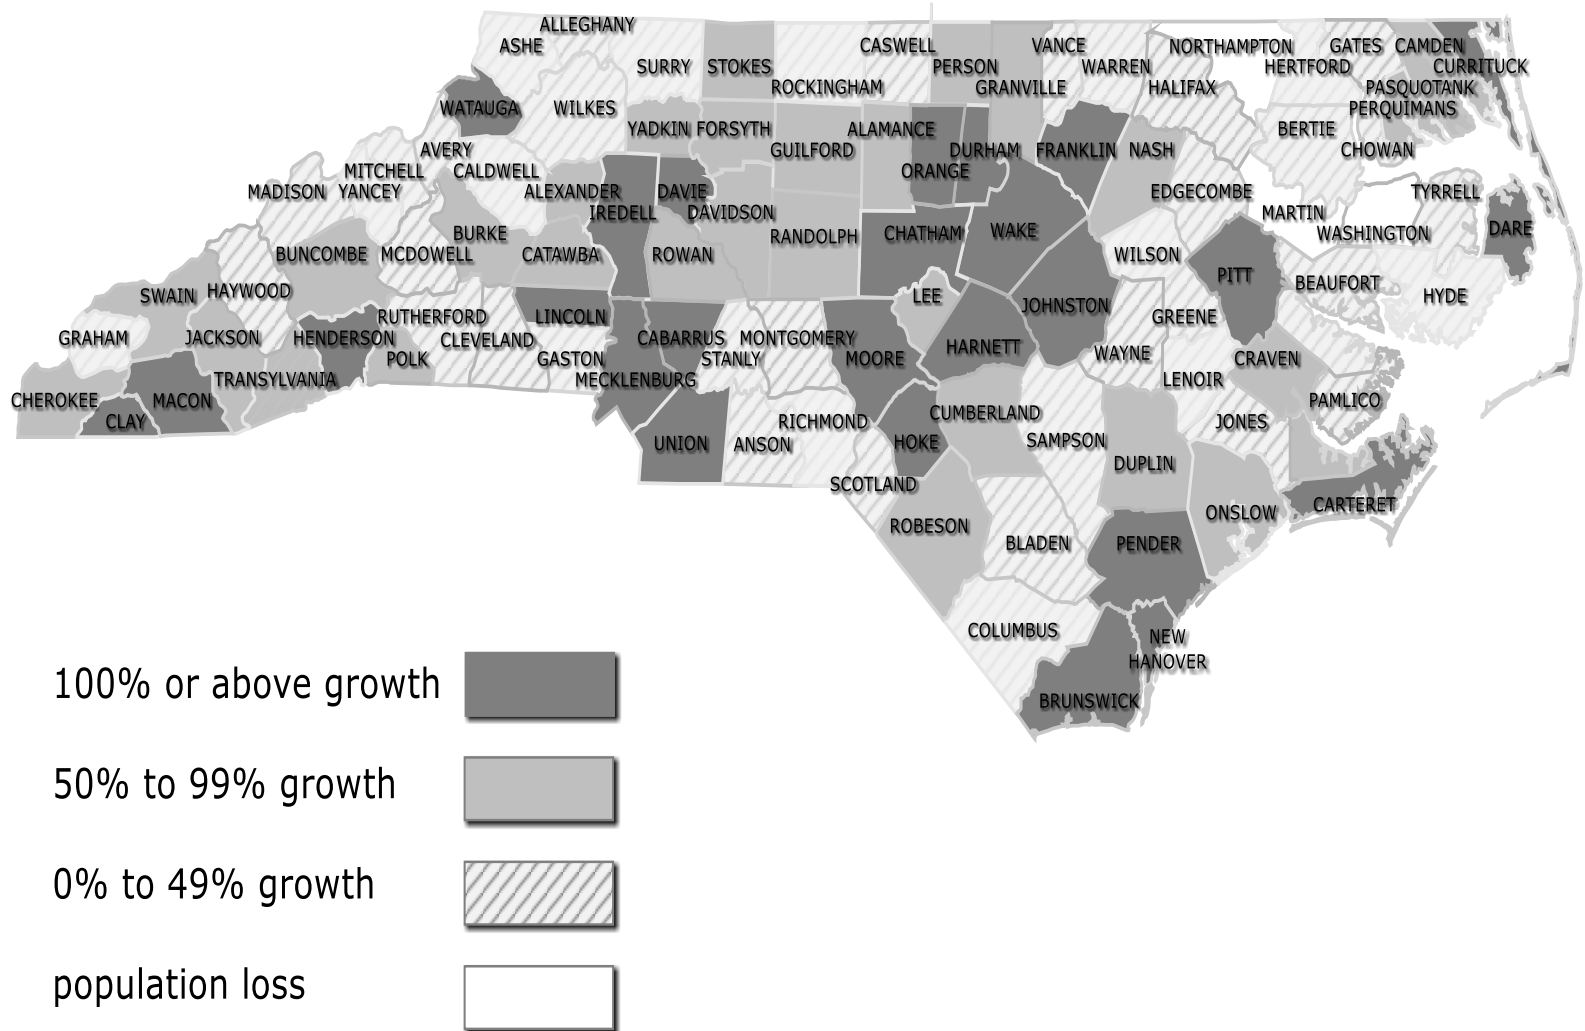 ALLEGHANY
ASHE
SURRY
STOKES
ROCKINGHAM
CASWELL
PERSON
GRANVILLE
VANCE
WARREN
NORTHAMPTON
HALIFAX
HERTFORD
GATES
CAMDEN
CURRITUCK
PASQUOTANK
PERQUIMANS
WATAUGA
WILKES
YADKIN
FORSYTH
GUILFORD
ALAMANCE
ORANGE
DURHAM
FRANKLIN
NASH
BERTIE
CHOWAN
AVERY
MITCHELL
CALDWELL
MADISON
YANCEY
ALEXANDER
IREDELL
DAVIE
DAVIDSON
EDGECOMBE
MARTIN
TYRRELL
WASHINGTON
DARE
BUNCOMBE
MCDOWELL
BURKE
CATAWBA
ROWAN
RANDOLPH
CHATHAM
WAKE
WILSON
PITT
BEAUFORT
HYDE
SWAIN
HAYWOOD
GRAHAM
JACKSON
HENDERSON
RUTHERFORD
CLEVELAND
POLK
LINCOLN
GASTON
CABARRUS
STANLY
MONTGOMERY
MOORE
LEE
HARNETT
JOHNSTON
GREENE
WAYNE
LENOIR
CRAVEN
PAMLICO
JONES
CHEROKEE
CLAY
MACON
TRANSYLVANIA
MECKLENBURG
UNION
ANSON
RICHMOND
SCOTLAND
HOKE
CUMBERLAND
SAMPSON
DUPLIN
ONSLOW
CARTERET
ROBESON
BLADEN
PENDER
COLUMBUS
NEW
HANOVER
BRUNSWICK
100% or above growth
50% to 99% growth
0% to 49% growth
population loss